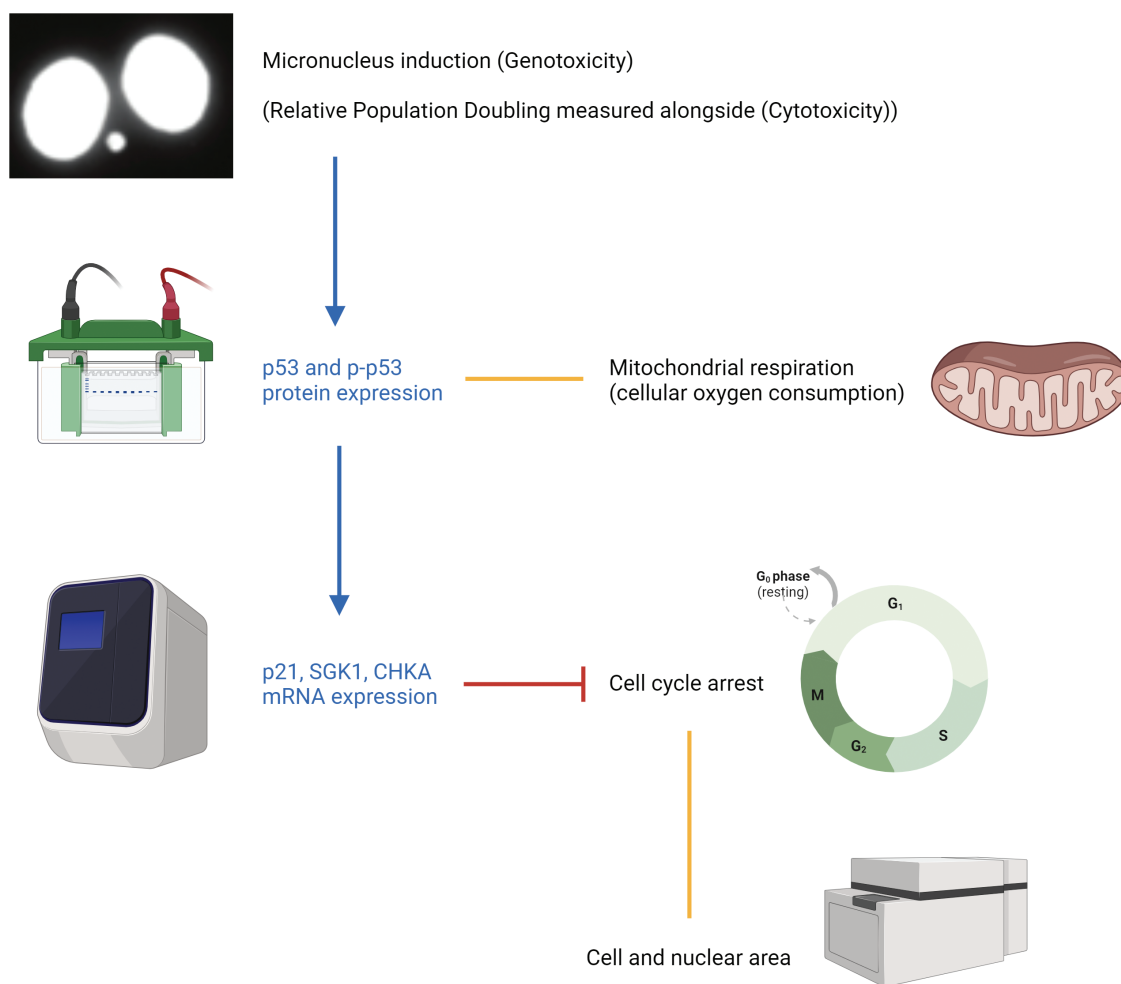 Micronucleus induction (Genotoxicity)
(Relative Population Doubling measured alongside (Cytotoxicity))
p53 and p-p53
protein expression
Mitochondrial respiration
(cellular oxygen consumption)
G₀ phase
(resting)
G₁
p21, SGK1, CHKA
mRNA expression
Cell cycle arrest
M
S
G₂
Cell and nuclear area